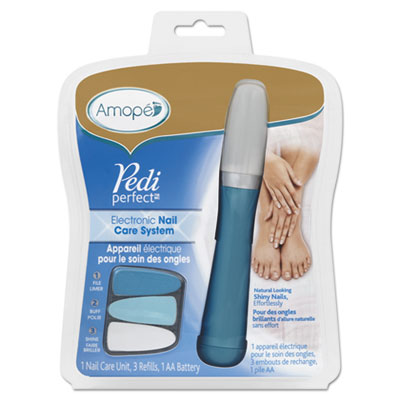 Amopé
Pedi
perfect™
Electronic Nail
Care System
Appareil électrique
pour le soin des ongles
1
FILE
LIMER
2
BUFF
POLIR
3
SHINE
FAIRE
BRILLER
1 Nail Care Unit, 3 Refills, 1 AA Battery
Natural Looking
Shiny Nails,
Effortlessly
Pour des ongles
brillants d'allure naturelle
sans effort
1 appareil électrique
pour le soin des ongles,
3 embouts de rechange,
1 pile AA